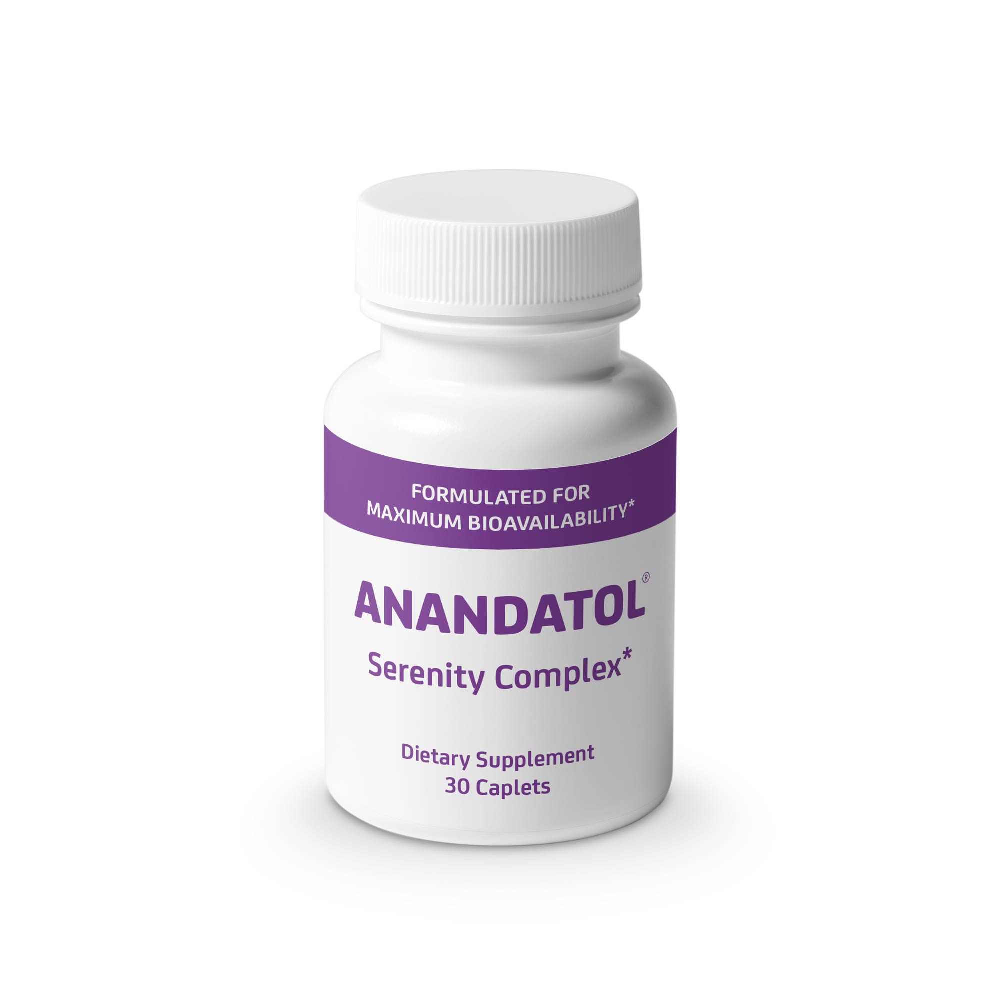 FORMULATED FOR
MAXIMUM BIOAVAILABILITY*
ANANDATOL®
Serenity Complex*
Dietary Supplement
30 Caplets